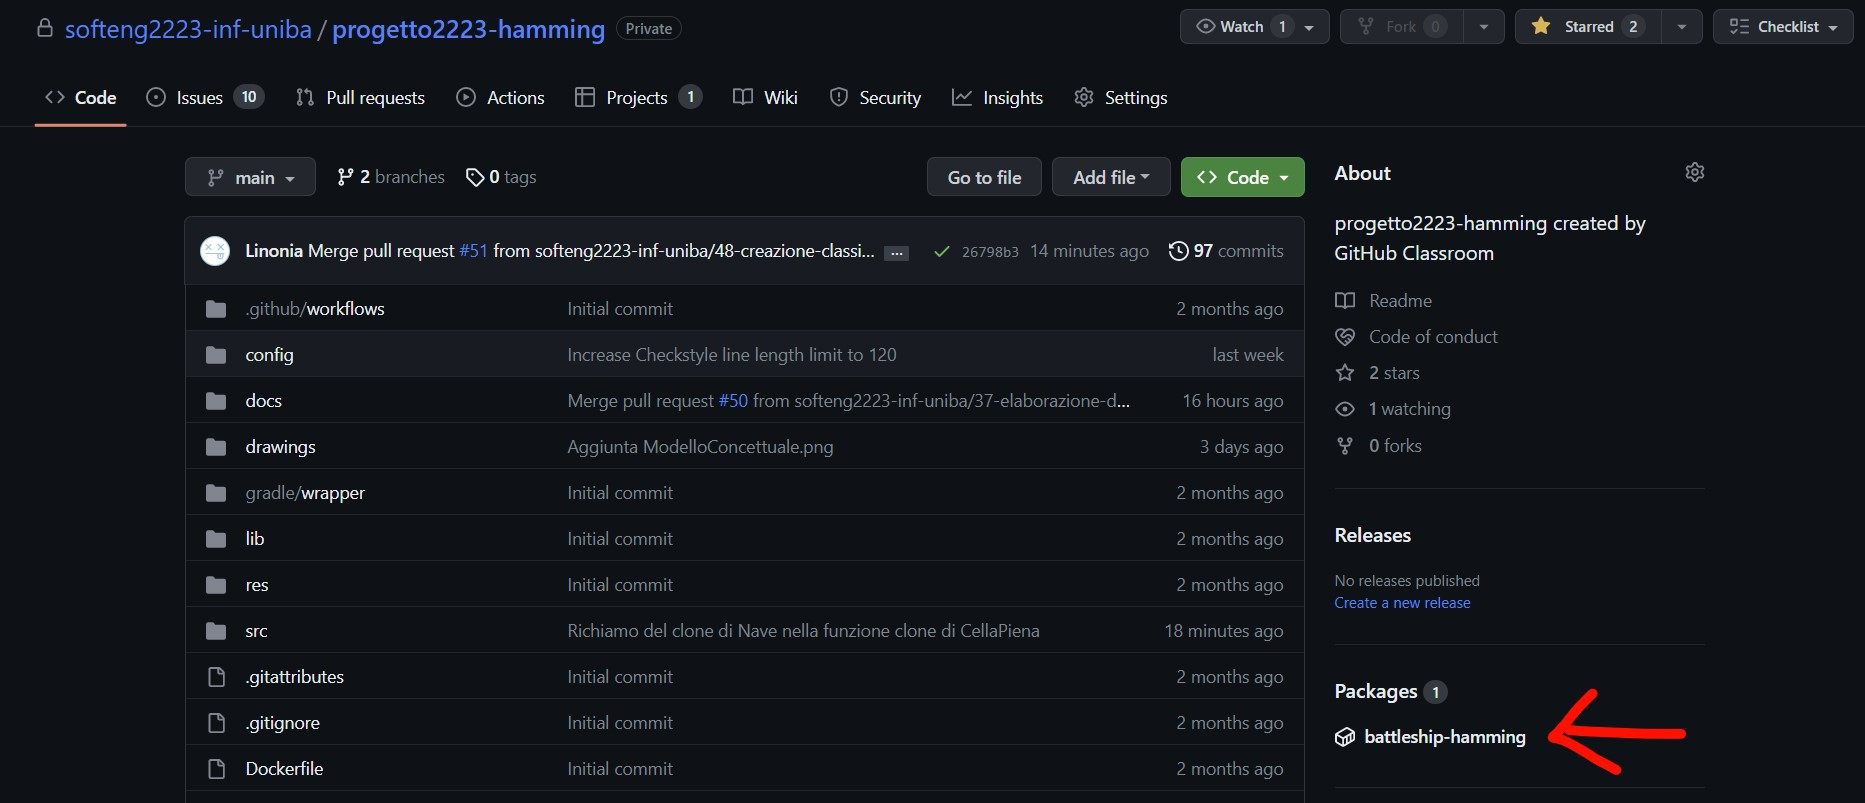 softeng2223-inf-uniba / progetto2223-hamming Private
Watch 1 Fork 0 Starred 2 Checklist
Code Issues 10 Pull requests Actions Projects 1 Wiki Security Insights Settings
main 2 branches 0 tags Go to file Add file Code
Linonia Merge pull request #51 from softeng2223-inf-uniba/48-creazione-classi... ... 26798b3 14 minutes ago 97 commits
.github/workflows Initial commit 2 months ago
config Increase Checkstyle line length limit to 120 last week
docs Merge pull request #50 from softeng2223-inf-uniba/37-elaborazione-d... 16 hours ago
drawings Aggiunta ModelloConcettuale.png 3 days ago
gradle/wrapper Initial commit 2 months ago
lib Initial commit 2 months ago
res Initial commit 2 months ago
src Richiamo del clone di Nave nella funzione clone di CellaPiena 18 minutes ago
.gitattributes Initial commit 2 months ago
.gitignore Initial commit 2 months ago
Dockerfile Initial commit 2 months ago
About
progetto2223-hamming created by
GitHub Classroom
Readme
Code of conduct
2 stars
1 watching
0 forks
Releases
No releases published
Create a new release
Packages 1
battleship-hamming